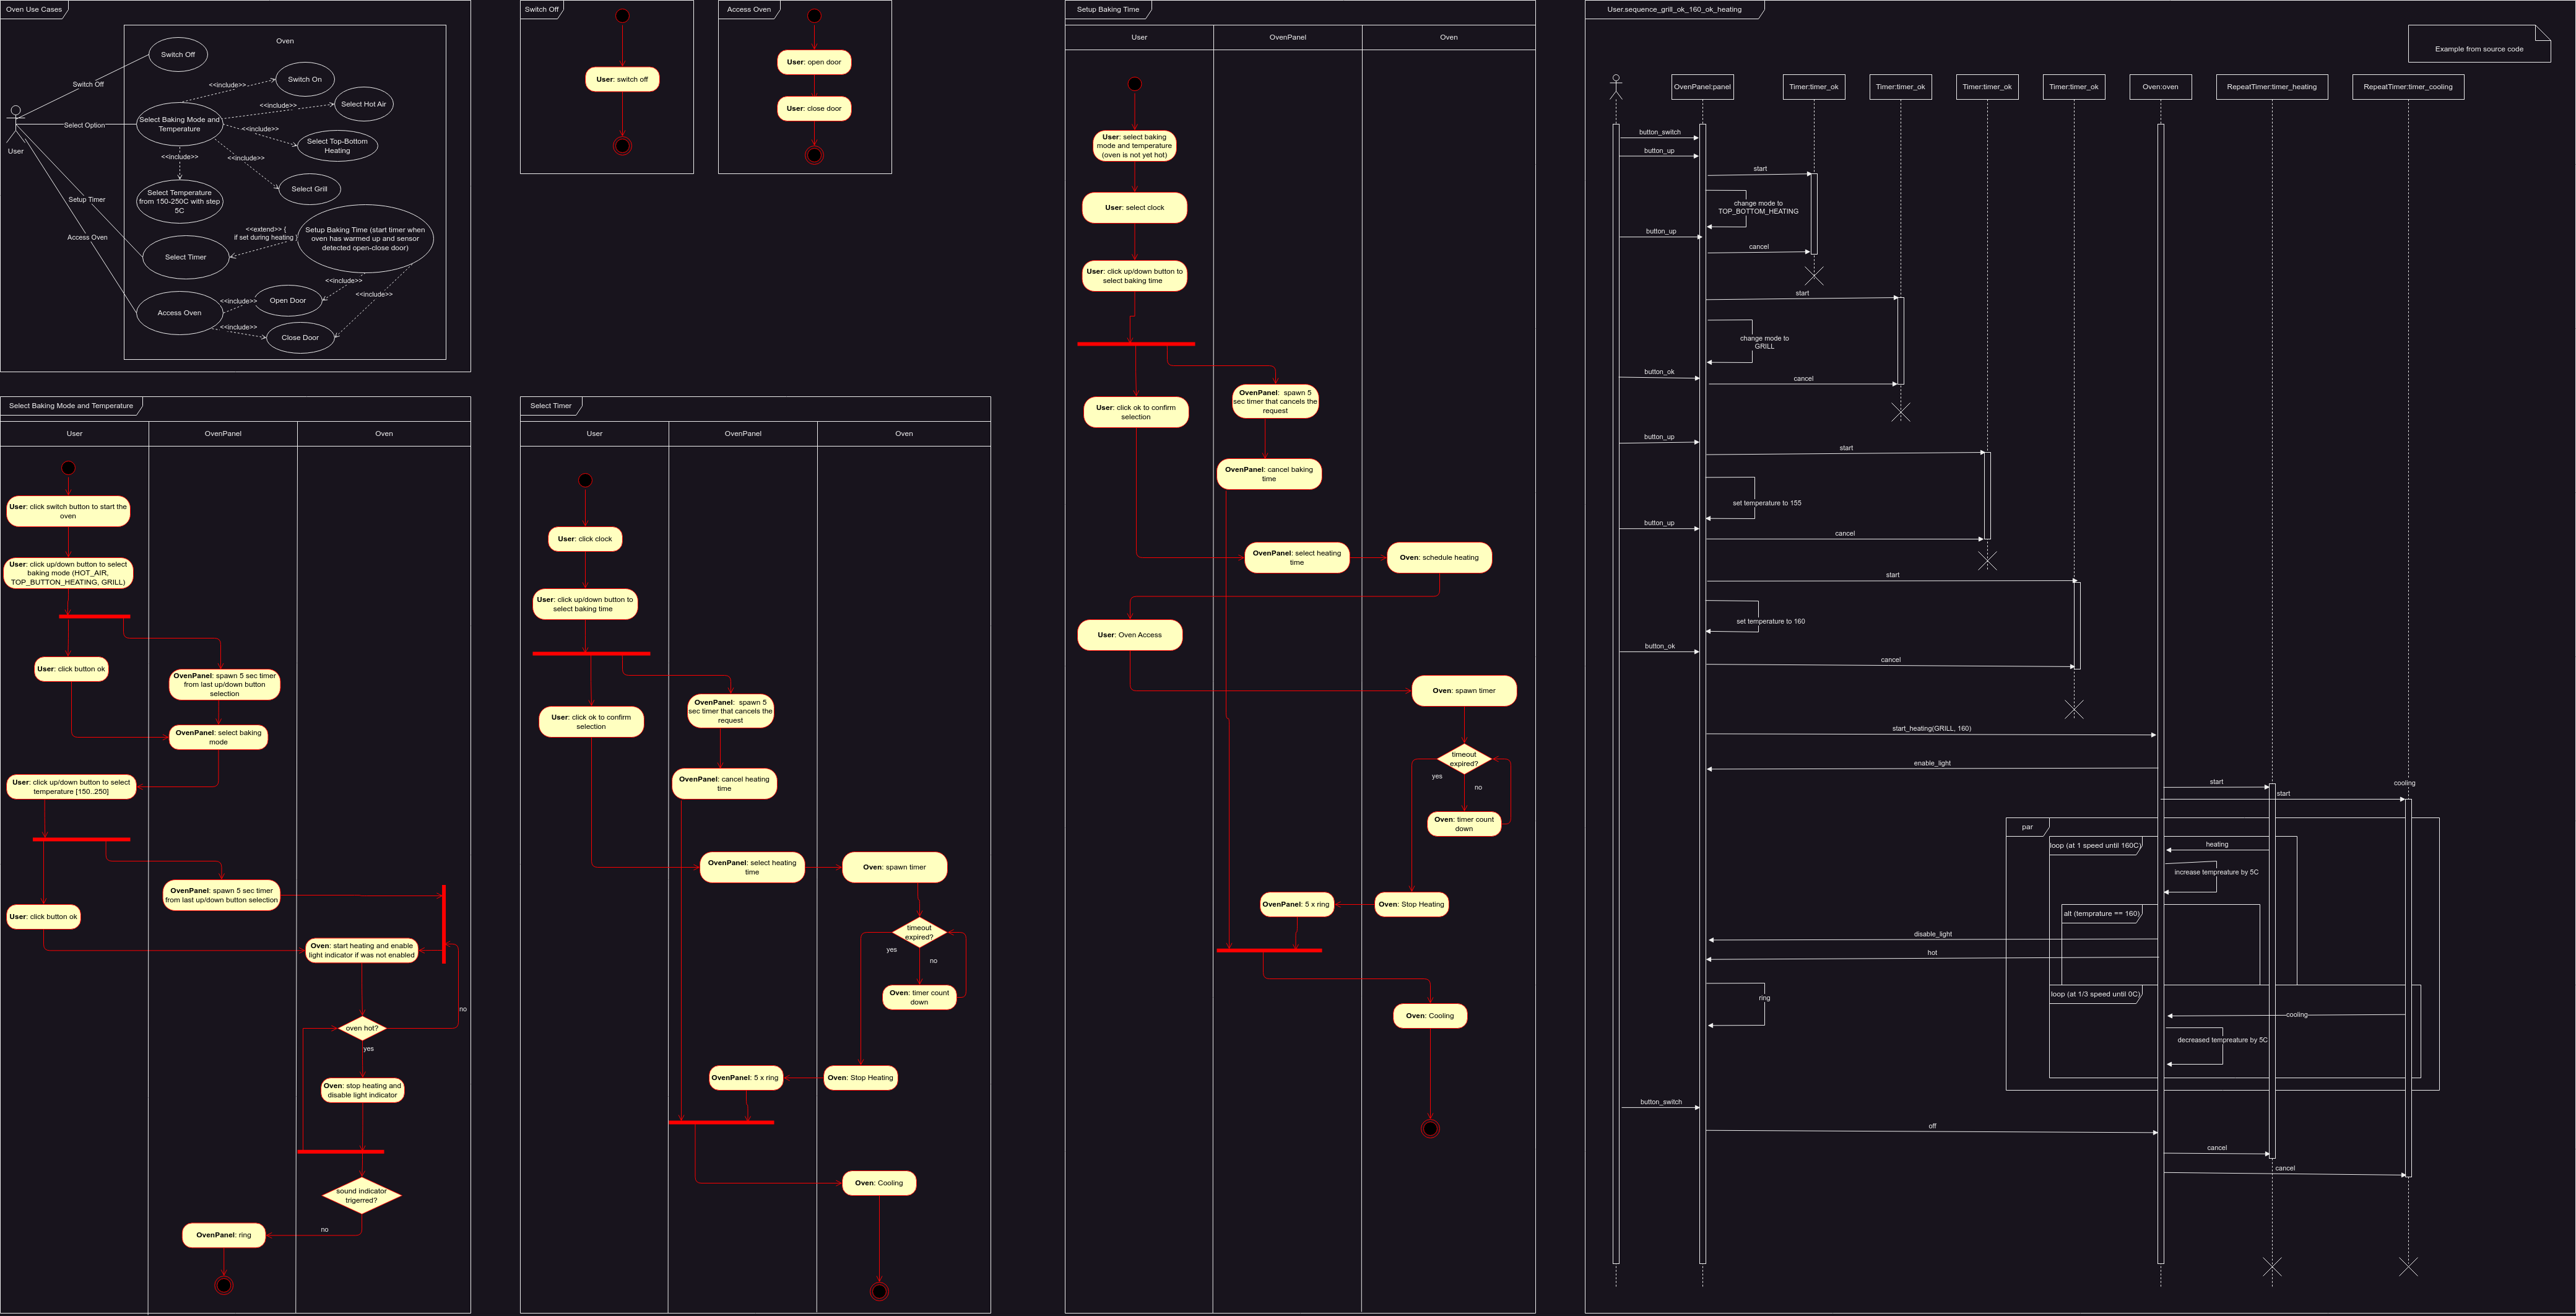 Oven Use Cases
Oven
Switch Off
Switch Off
Switch On
<<include>>
Select Hot Air
<<include>>
Select Option
Select Baking Mode and
Temperature
<<include>>
Select Top-Bottom
Heating
User
<<include>>
<<include>>
Select Grill
Select Temperature
from 150-250C with step
5C
Setup Timer
Access Oven
<<extend>> {
if set during heating }
Setup Baking Time (start timer when
oven has warmed up and sensor
detected open-close door)
Select Timer
<<include>>
<<include>>
<<include>>
Open Door
Access Oven
<<include>>
Close Door
Switch Off
User: switch off
Access Oven
User: open door
User: close door
Select Baking Mode and Temperature
User
OvenPanel
Oven
User: click switch button to start the
oven
User: click up/down button to select
baking mode (HOT_AIR,
TOP_BUTTON_HEATING, GRILL)
User: click button ok
OvenPanel: spawn 5 sec timer
from last up/down button
selection
OvenPanel: select baking
mode
User: click up/down button to select
temperature [150..250]
OvenPanel: spawn 5 sec timer
from last up/down button selection
User: click button ok
Oven: start heating and enable
light indicator if was not enabled
no
oven hot?
yes
Oven: stop heating and
disable light indicator
sound indicator
trigerred?
no
OvenPanel: ring
Select Timer
User
OvenPanel
Oven
User: click clock
User: click up/down button to
select baking time
User: click ok to confirm
selection
OvenPanel:  spawn 5
sec timer that cancels the
request
OvenPanel: cancel heating
time
OvenPanel: select heating
time
Oven: spawn timer
timeout
expired?
yes
no
Oven: timer count
down
OvenPanel: 5 x ring
Oven: Stop Heating
Oven: Cooling
Setup Baking Time
User
OvenPanel
Oven
User: select baking
mode and temperature
(oven is not yet hot)
User: select clock
User: click up/down button to
select baking time
OvenPanel:  spawn 5
sec timer that cancels the
request
User: click ok to confirm
selection
OvenPanel: cancel baking
time
OvenPanel: select heating
time
Oven: schedule heating
User: Oven Access
Oven: spawn timer
timeout
expired?
yes
no
Oven: timer count
down
OvenPanel: 5 x ring
Oven: Stop Heating
Oven: Cooling
User.sequence_grill_ok_160_ok_heating
Example from source code
OvenPanel:panel
Timer:timer_ok
Timer:timer_ok
Timer:timer_ok
Timer:timer_ok
Oven:oven
RepeatTimer:timer_heating
RepeatTimer:timer_cooling
button_switch
button_up
start
change mode to
TOP_BOTTOM_HEATING
button_up
cancel
start
change mode to
GRILL
button_ok
cancel
button_up
start
set temperature to 155
button_up
cancel
start
set temperature to 160
button_ok
cancel
start_heating(GRILL, 160)
enable_light
start
cooling
start
par
loop (at 1 speed until 160C)
heating
increase tempreature by 5C
alt (temprature == 160)
disable_light
hot
loop (at 1/3 speed until 0C)
ring
cooling
decreased tempreature by 5C
button_switch
off
cancel
cancel